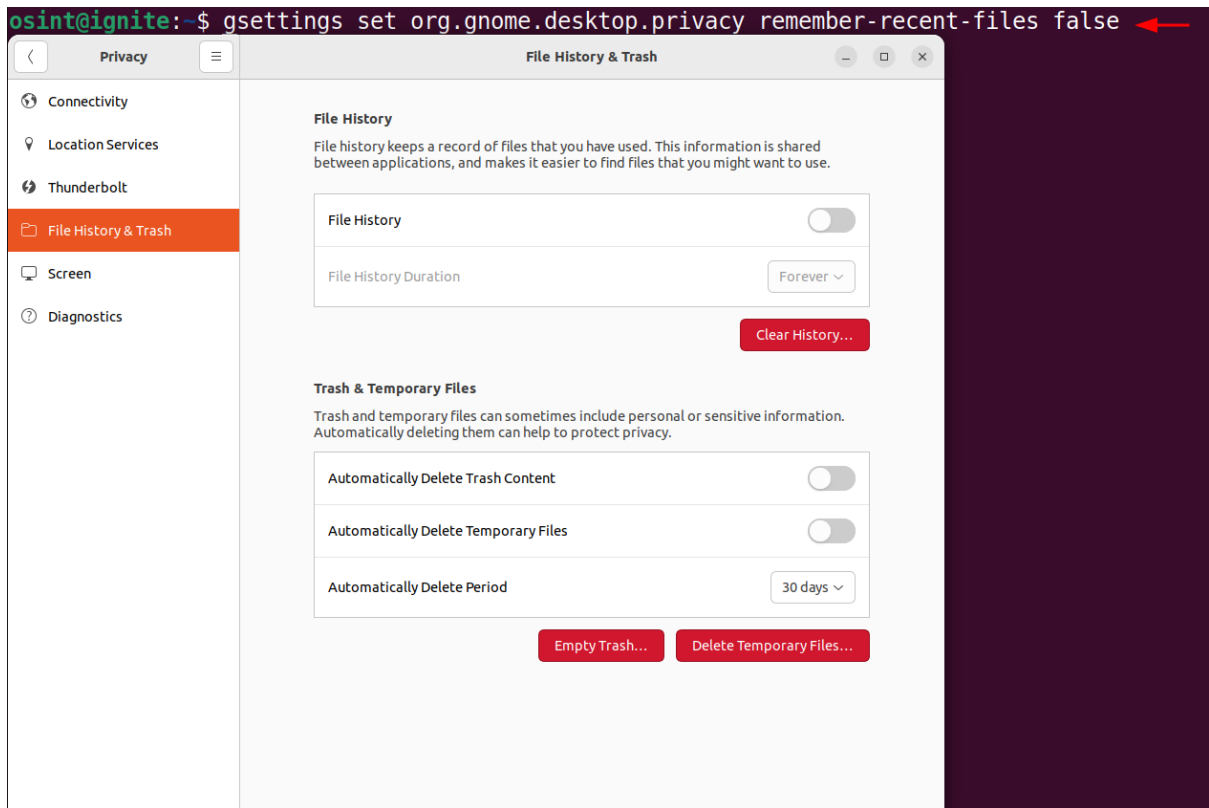 osint@ignite:~$ gsettings set org.gnome.desktop.privacy remember-recent-files false
Privacy
File History & Trash
Connectivity
Location Services
Thunderbolt
File History & Trash
Screen
Diagnostics
File History
File history keeps a record of files that you have used. This information is shared
between applications, and makes it easier to find files that you might want to use.
File History
File History Duration
Forever
Clear History...
Trash & Temporary Files
Trash and temporary files can sometimes include personal or sensitive information.
Automatically deleting them can help to protect privacy.
Automatically Delete Trash Content
Automatically Delete Temporary Files
Automatically Delete Period
30 days
Empty Trash...
Delete Temporary Files...